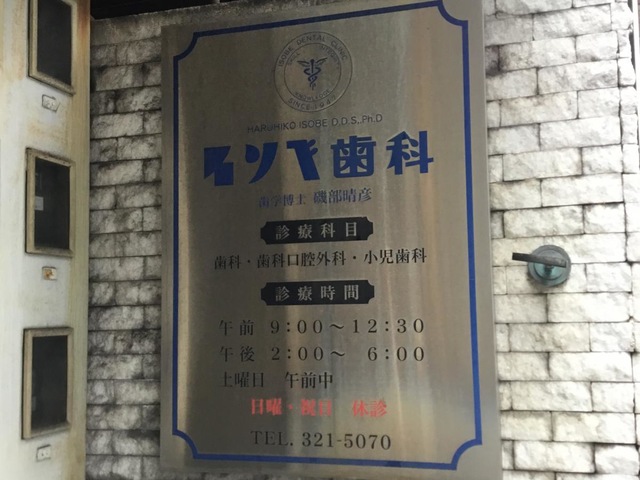 ISOBE DENTAL CLINIC
HARUHIKO ISOBE D.D.S.,Ph.D
イソベ歯科
歯学博士 磯部晴彦
診療科目
歯科・歯科口腔外科・小児歯科
診療時間
午前 9:00～12:30
午後 2:00～ 6:00
土曜日 午前中
日曜・祝日 休診
TEL. 321-5070